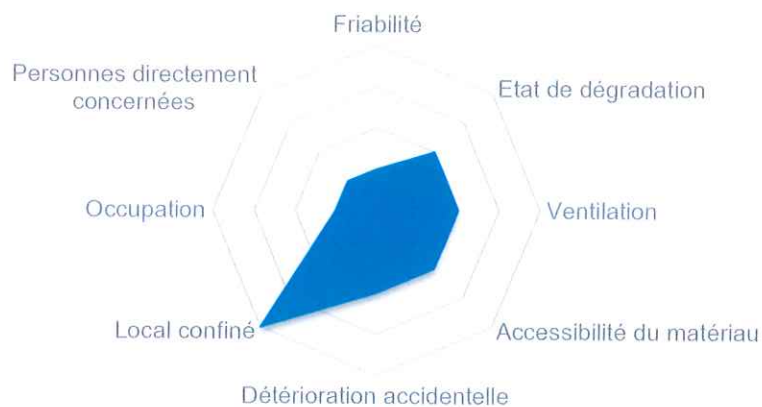 Friabilité
Personnes directement
concernées
Etat de dégradation
Occupation
Ventilation
Local confiné
Accessibilité du matériau
Détérioration accidentelle